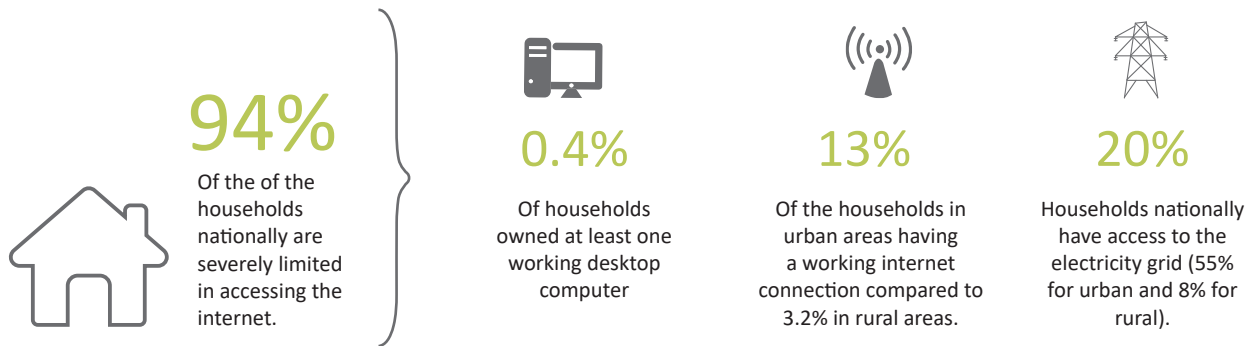 94%
Of the of the
households
nationally are
severely limited
in accessing the
internet.
0.4%
Of households
owned at least one
working desktop
computer
13%
Of the households in
urban areas having
a working internet
connection compared to
3.2% in rural areas.
20%
Households nationally
have access to the
electricity grid (55%
for urban and 8% for
rural).